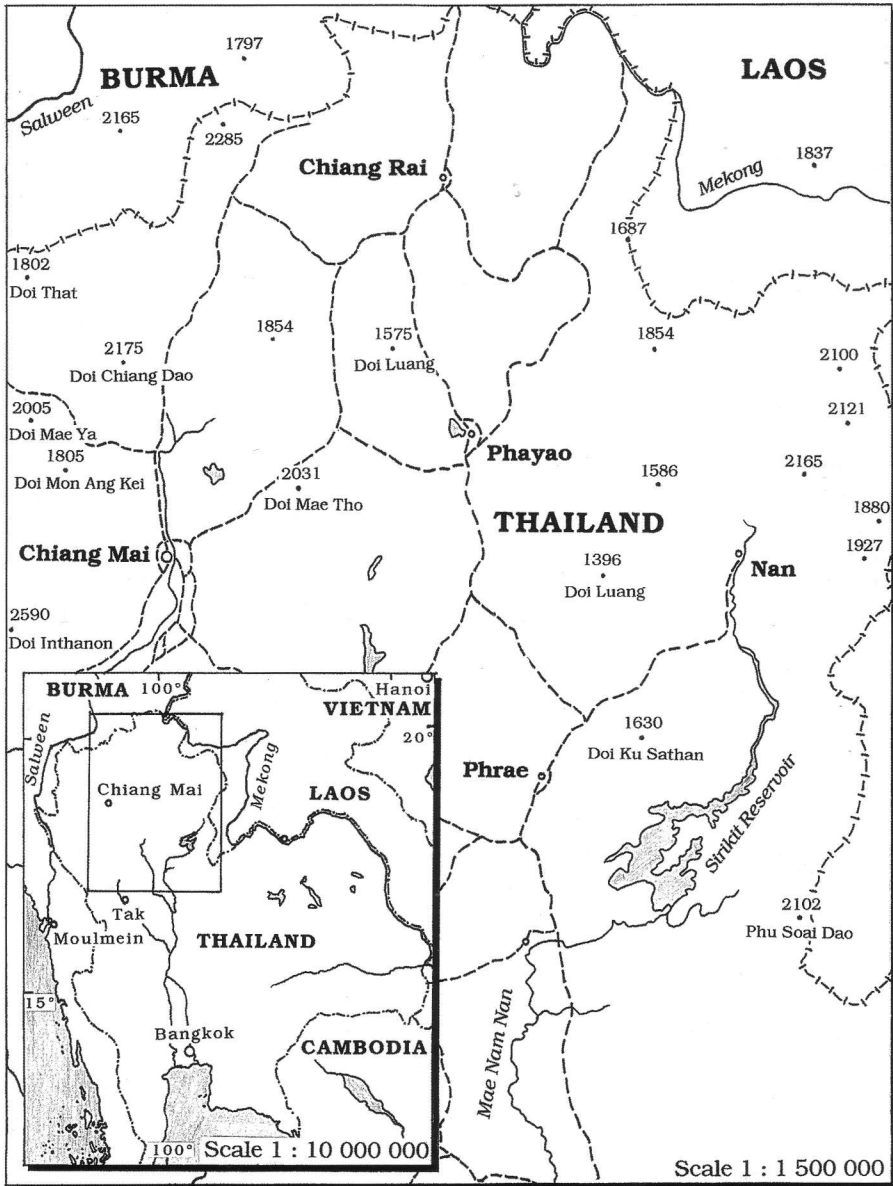 1797
BURMA
LAOS
Salween
2165
2285
Chiang Rai
1837
Mekong
1687
1802
Doi That
1854
1575
Doi Luang
1854
2175
Doi Chiang Dao
2100
2005
Doi Mae Ya
2121
Phayao
1805
Doi Mon Ang Kei
2031
Doi Mae Tho
1586
2165
THAILAND
1880
Chiang Mai
1927
1396
Doi Luang
Nan
2590
Doi Inthanon
1630
Doi Ku Sathan
Phrae
Sirikit Reservoir
2102
Phu Soai Dao
Mae Nam Nan
Scale 1 : 1 500 000
BURMA
100°
Hanoi
VIETNAM
20°
Salween
Chiang Mai
Mekong
LAOS
Tak
Moulmein
THAILAND
15°
Bangkok
CAMBODIA
100°
Scale 1 : 10 000 000